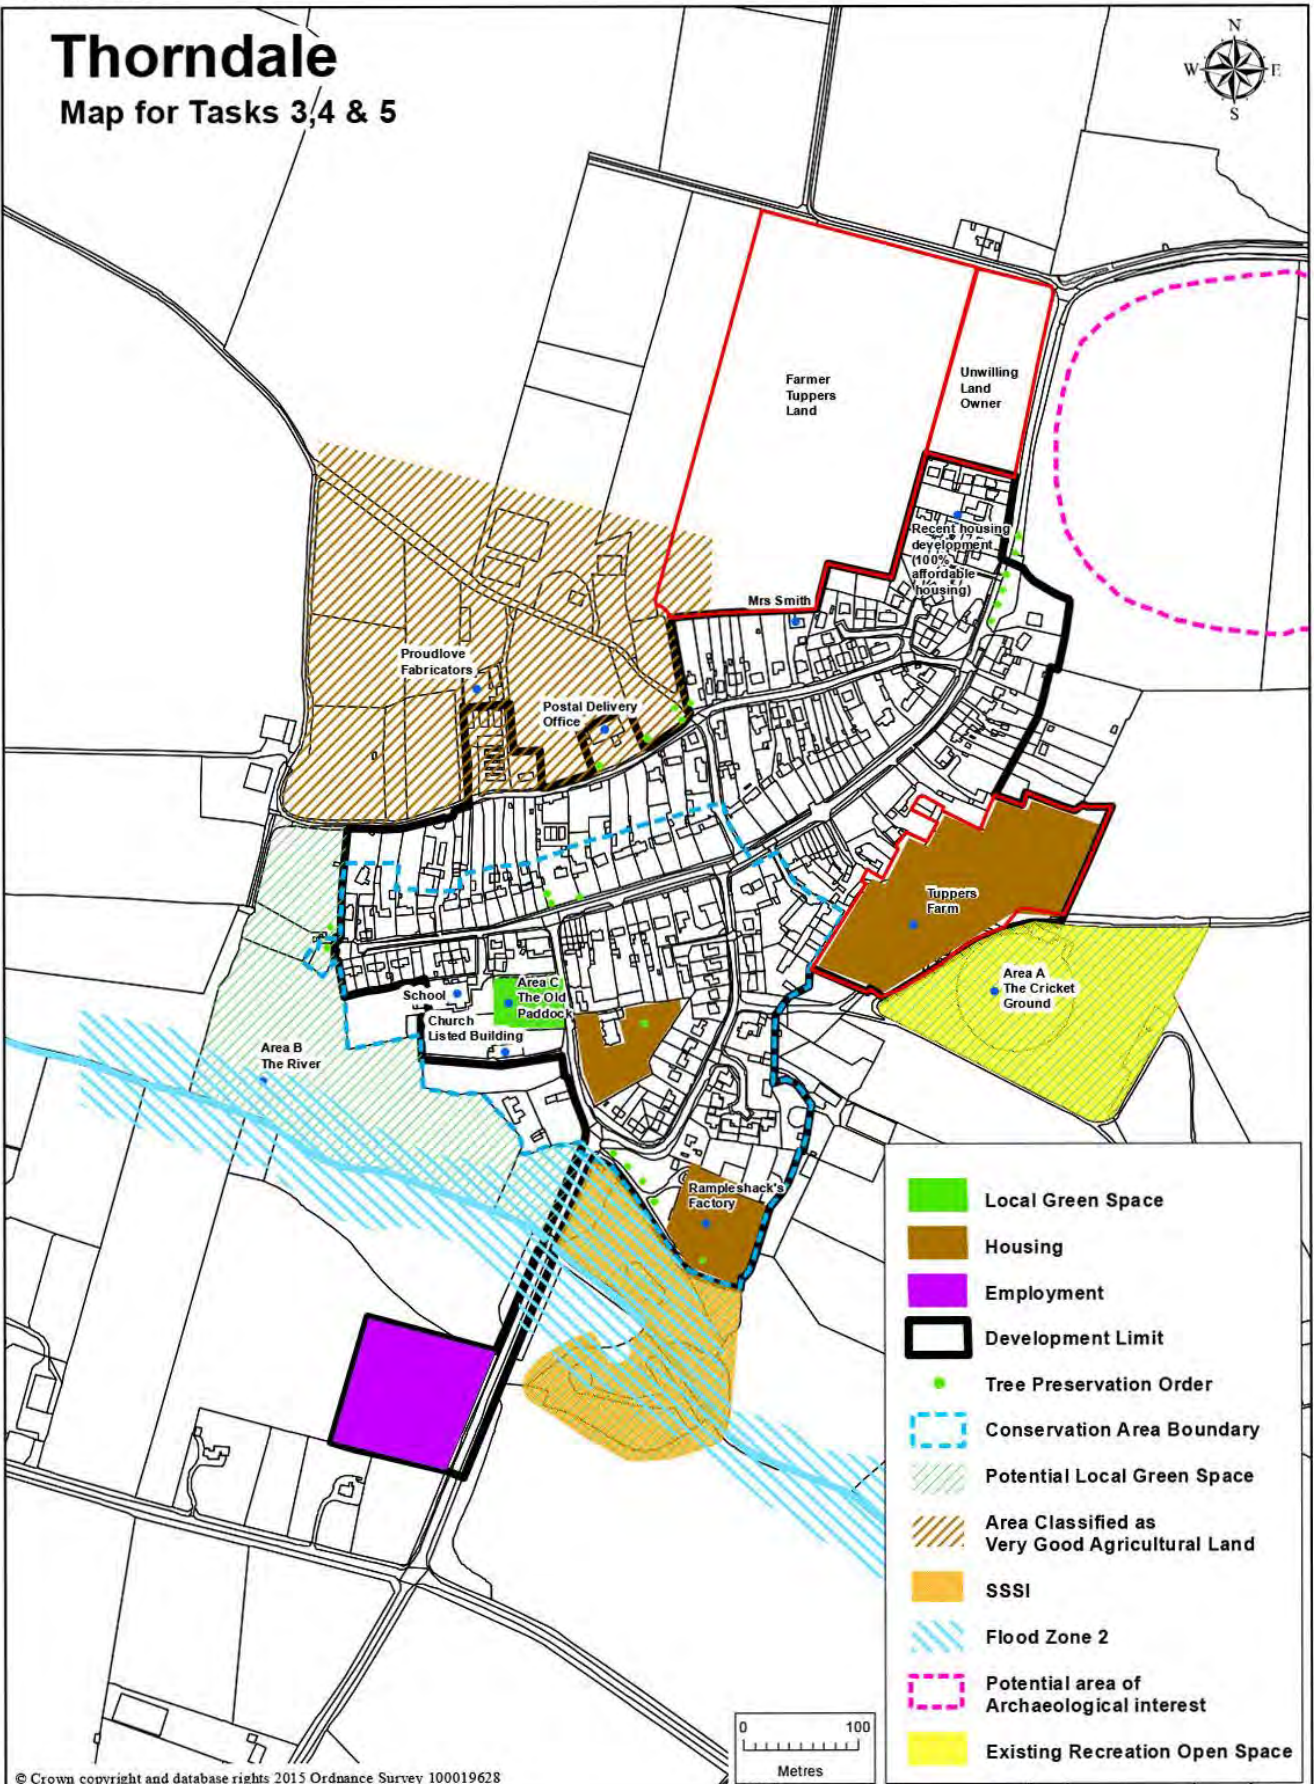 Thorndale
Map for Tasks 3,4 & 5
N
W
E
S
Farmer
Tuppers
Land
Unwilling
Land
Owner
Recent housing
development
(100%
affordable
housing)
Mrs Smith
Proudlove
Fabricators
Postal Delivery
Office
Tuppers
Farm
Area A
The Cricket
Ground
School
Area C
The Old
Paddock
Church
Listed Building
Area B
The River
Rampleshack's
Factory
Local Green Space
Housing
Employment
Development Limit
Tree Preservation Order
Conservation Area Boundary
Potential Local Green Space
Area Classified as
Very Good Agricultural Land
SSSI
Flood Zone 2
Potential area of
Archaeological interest
Existing Recreation Open Space
0 100
Metres
© Crown copyright and database rights 2015 Ordnance Survey 100019628